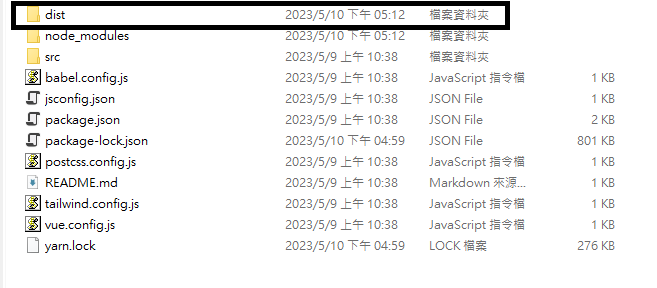 dist 2023/5/10 下午 05:12 檔案資料夾
node_modules 2023/5/10 下午 05:12 檔案資料夾
src 2023/5/9 上午 10:38 檔案資料夾
babel.config.js 2023/5/9 上午 10:38 JavaScript 指令檔 1 KB
jsconfig.json 2023/5/9 上午 10:38 JSON File 1 KB
package.json 2023/5/9 上午 10:38 JSON File 2 KB
package-lock.json 2023/5/10 下午 04:59 JSON File 801 KB
postcss.config.js 2023/5/9 上午 10:38 JavaScript 指令檔 1 KB
README.md 2023/5/9 上午 10:38 Markdown 來源... 1 KB
tailwind.config.js 2023/5/9 上午 10:38 JavaScript 指令檔 1 KB
vue.config.js 2023/5/9 上午 10:38 JavaScript 指令檔 1 KB
yarn.lock 2023/5/10 下午 04:59 LOCK 檔案 276 KB